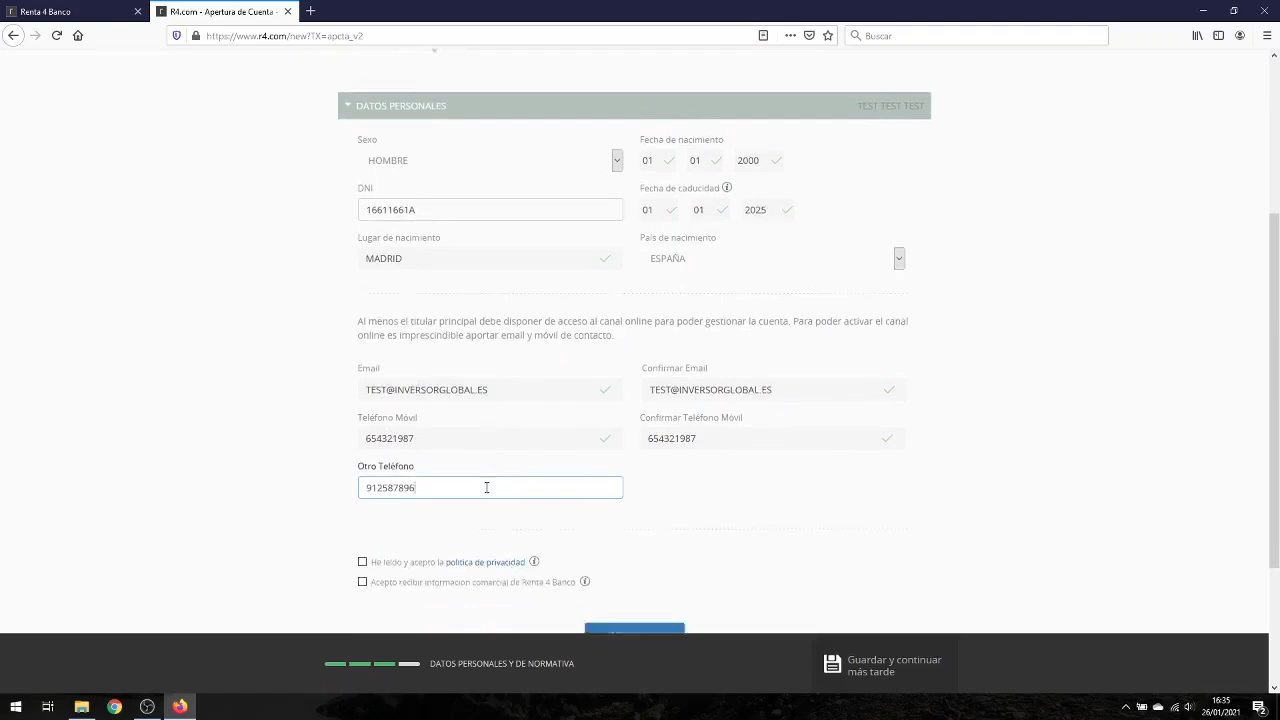 Renta 4 Banco
R4.com - Apertura de Cuenta -
https://www.r4.com/new?TX=apcta_v2
Buscar
DATOS PERSONALES
TEST TEST TEST
Sexo
Fecha de nacimiento
HOMBRE
01 01 2000
DNI
Fecha de caducidad
16611661A
01 01 2025
Lugar de nacimiento
País de nacimiento
MADRID
ESPAÑA
Al menos el titular principal debe disponer de acceso al canal online para poder gestionar la cuenta. Para poder activar el canal
online es imprescindible aportar email y móvil de contacto.
Email
Confirmar Email
TEST@INVERSORGLOBAL.ES
TEST@INVERSORGLOBAL.ES
Teléfono Móvil
Confirmar Teléfono Móvil
654321987
654321987
Otro Teléfono
912587896
He leído y acepto la política de privacidad
Acepto recibir información comercial de Renta 4 Banco
DATOS PERSONALES Y DE NORMATIVA
Guardar y continuar
más tarde
16:35
26/01/2021
2